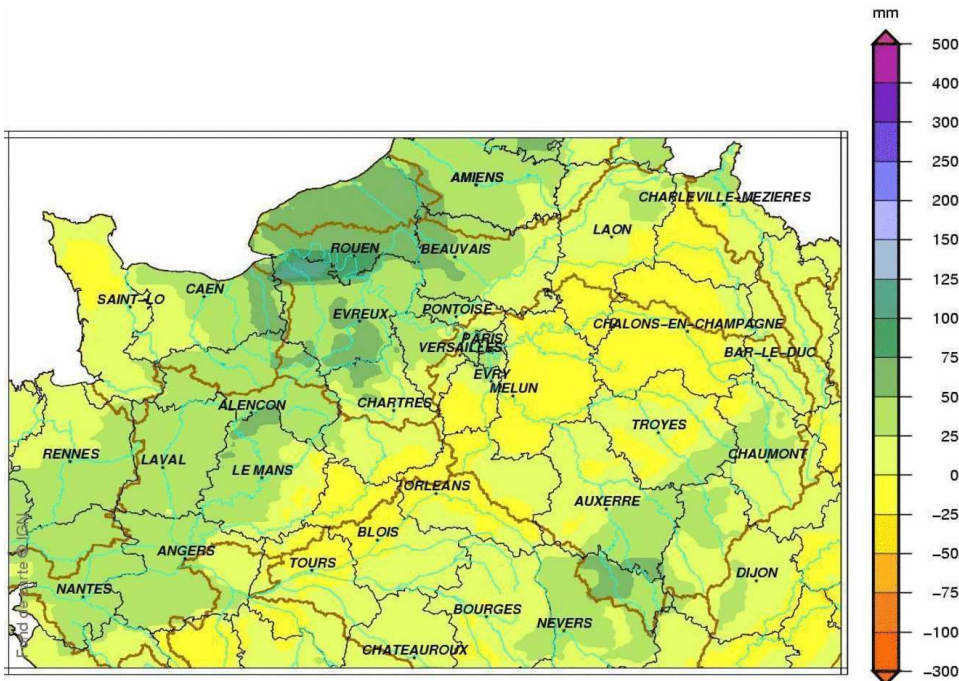 mm
500
400
300
250
200
150
125
100
75
50
25
0
−25
−50
−75
−100
−300
AMIENS
CHARLEVILLE−MEZIERES
LAON
ROUEN
BEAUVAIS
SAINT−LO
CAEN
EVREUX
PONTOISE
CHALONS−EN−CHAMPAGNE
PARIS
VERSAILLES
BAR−LE−DUC
EVRY
MELUN
ALENCON
CHARTRES
TROYES
RENNES
LAVAL
LE MANS
CHAUMONT
ORLEANS
AUXERRE
BLOIS
ANGERS
TOURS
DIJON
NANTES
BOURGES
NEVERS
CHATEAUROUX
Fond de carte © IGN